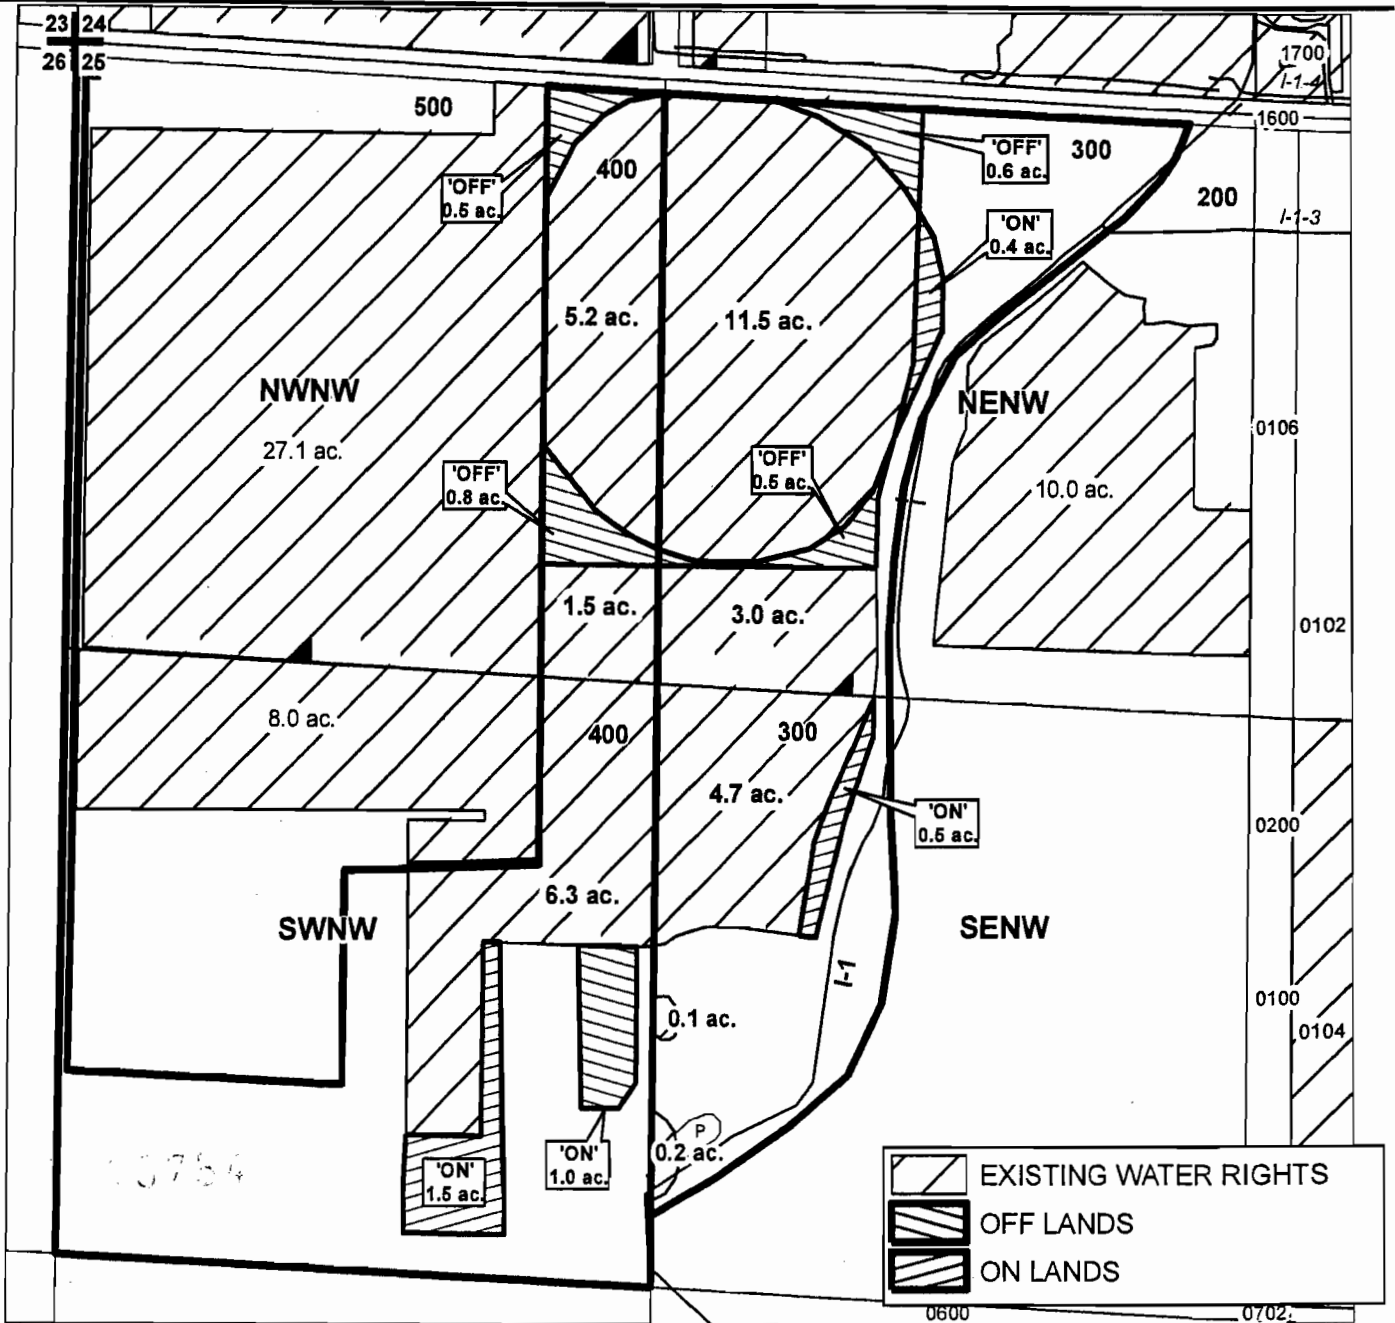 23 24
26 25
1700
I-1-4
1600
500
'OFF'
0.6 ac.
300
400
'OFF'
0.5 ac.
200
I-1-3
'ON'
0.4 ac.
5.2 ac.
11.5 ac.
NWNW
NENW
27.1 ac.
0106
'OFF'
0.8 ac.
'OFF'
0.5 ac.
10.0 ac.
1.5 ac.
3.0 ac.
0102
8.0 ac.
400
300
4.7 ac.
'ON'
0.5 ac.
0200
6.3 ac.
SWNW
SENW
I-1
0100
0.1 ac.
0104
P
0.2 ac.
'ON'
1.5 ac.
'ON'
1.0 ac.
EXISTING WATER RIGHTS
OFF LANDS
ON LANDS
0600
0702